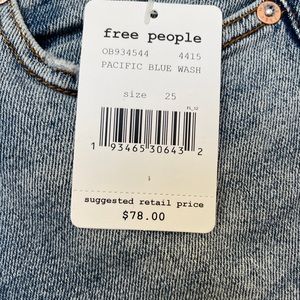 free people
OB934544 4415
PACIFIC BLUE WASH
size 25
1 93465 30643 2
suggested retail price
$78.00